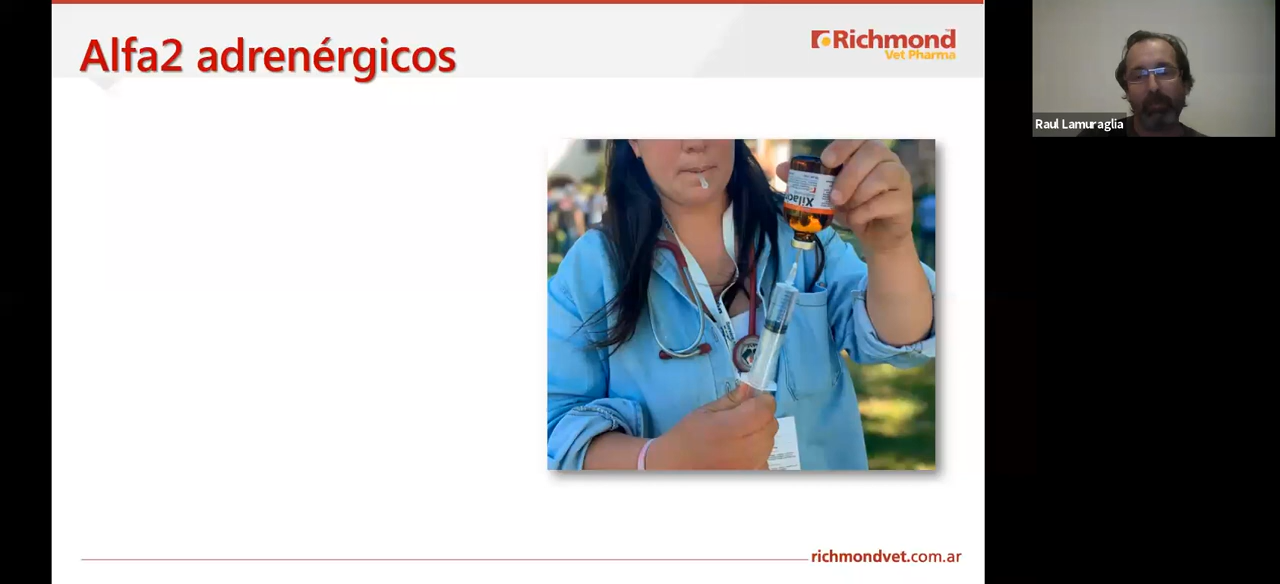 Alfa2 adrenérgicos
Richmond
Vet Pharma
Raul Lamuraglia
richmondvet.com.ar